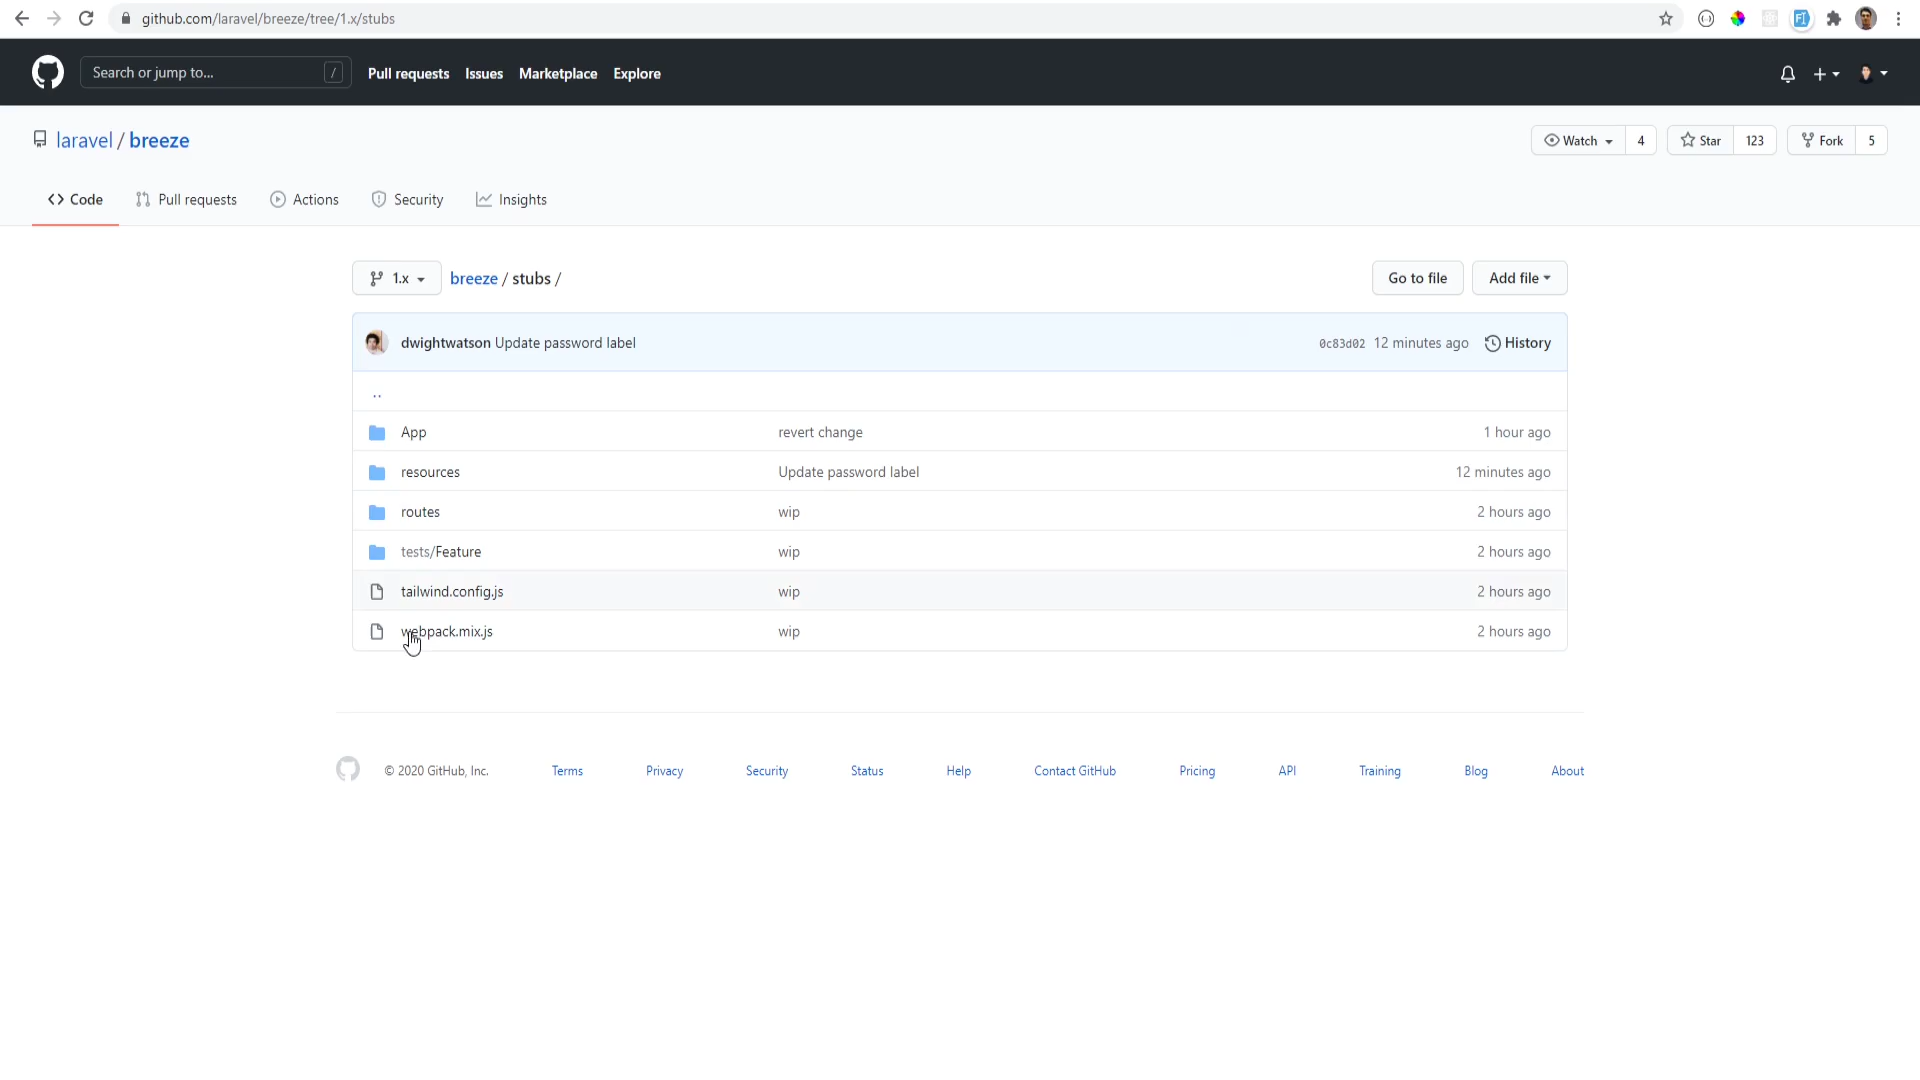 github.com/laravel/breeze/tree/1.x/stubs
Search or jump to... /
Pull requests Issues Marketplace Explore
laravel / breeze
Watch 4 Star 123 Fork 5
Code Pull requests Actions Security Insights
1.x breeze / stubs / Go to file Add file
dwightwatson Update password label 0c83d02 12 minutes ago History
..
App revert change 1 hour ago
resources Update password label 12 minutes ago
routes wip 2 hours ago
tests/Feature wip 2 hours ago
tailwind.config.js wip 2 hours ago
webpack.mix.js wip 2 hours ago
© 2020 GitHub, Inc. Terms Privacy Security Status Help Contact GitHub Pricing API Training Blog About